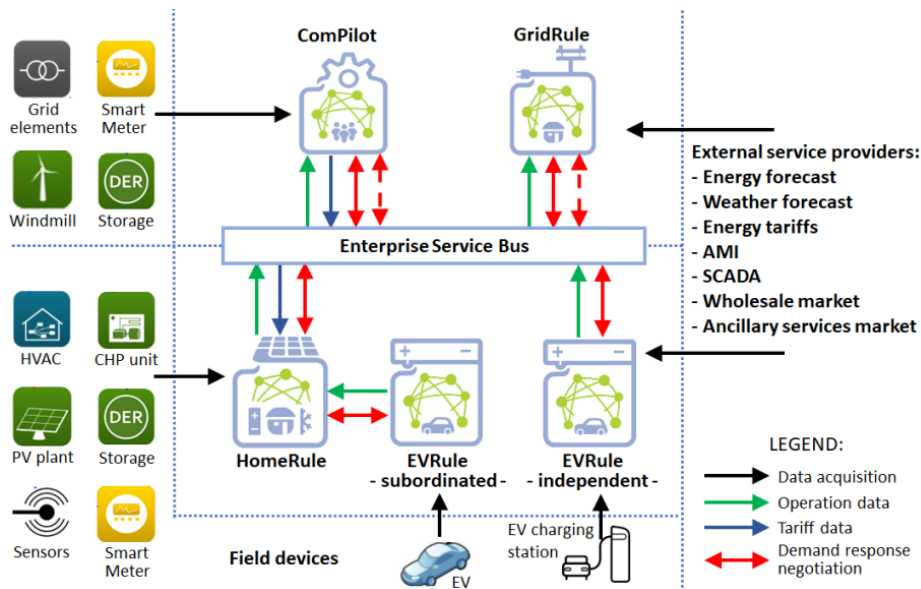 ComPilot
GridRule
Grid
elements
Smart
Meter
Windmill
DER
Storage
External service providers:
- Energy forecast
- Weather forecast
- Energy tariffs
- AMI
- SCADA
- Wholesale market
- Ancillary services market
Enterprise Service Bus
HVAC
CHP unit
PV plant
DER
Storage
Sensors
Smart
Meter
+ −
+ −
HomeRule
EVRule
- subordinated -
EVRule
- independent -
Field devices
EV
EV charging
station
LEGEND:
Data acquisition
Operation data
Tariff data
Demand response
negotiation